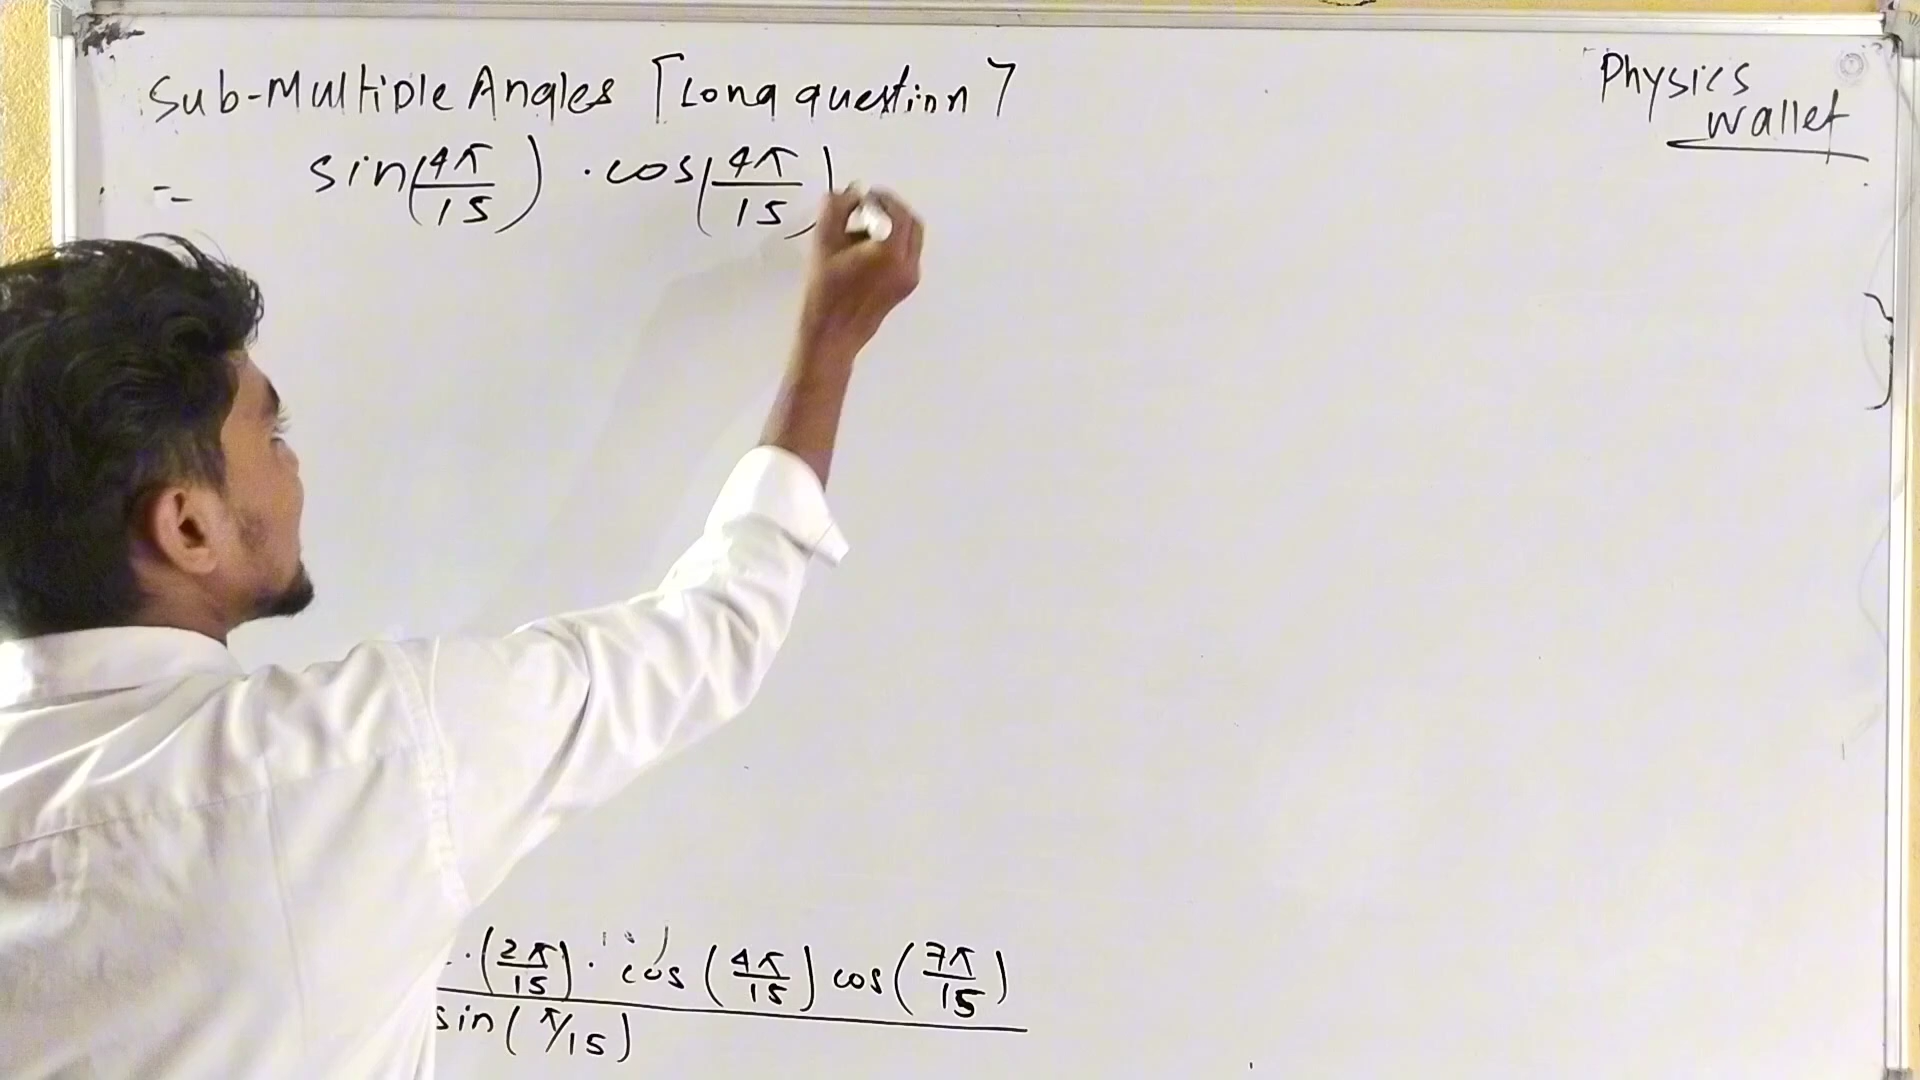 Sub-Multiple Angles [Long question]
Physics
wallet
= sin(4π/15) · cos(4π/15)
(2π/15) · cos(4π/15) cos(7π/15)
sin(π/15)